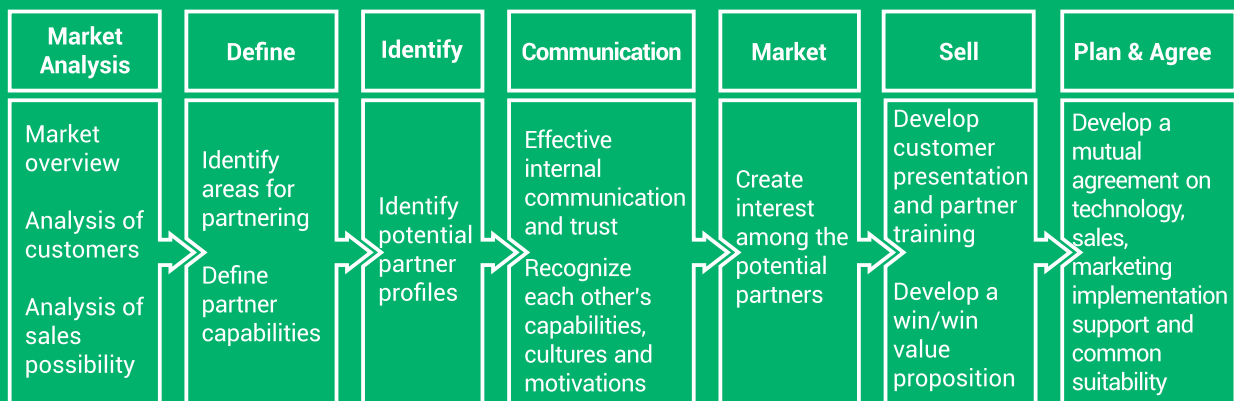 Market
Analysis
Define
Identify
Communication
Market
Sell
Plan & Agree
Market
overview
Analysis of
customers
Analysis of
sales
possibility
Identify
areas for
partnering
Define
partner
capabilities
Identify
potential
partner
profiles
Effective
internal
communication
and trust
Recognize
each other's
capabilities,
cultures and
motivations
Create
interest
among the
potential
partners
Develop
customer
presentation
and partner
training
Develop a
win/win
value
proposition
Develop a
mutual
agreement on
technology,
sales,
marketing
implementation
support and
common
suitability